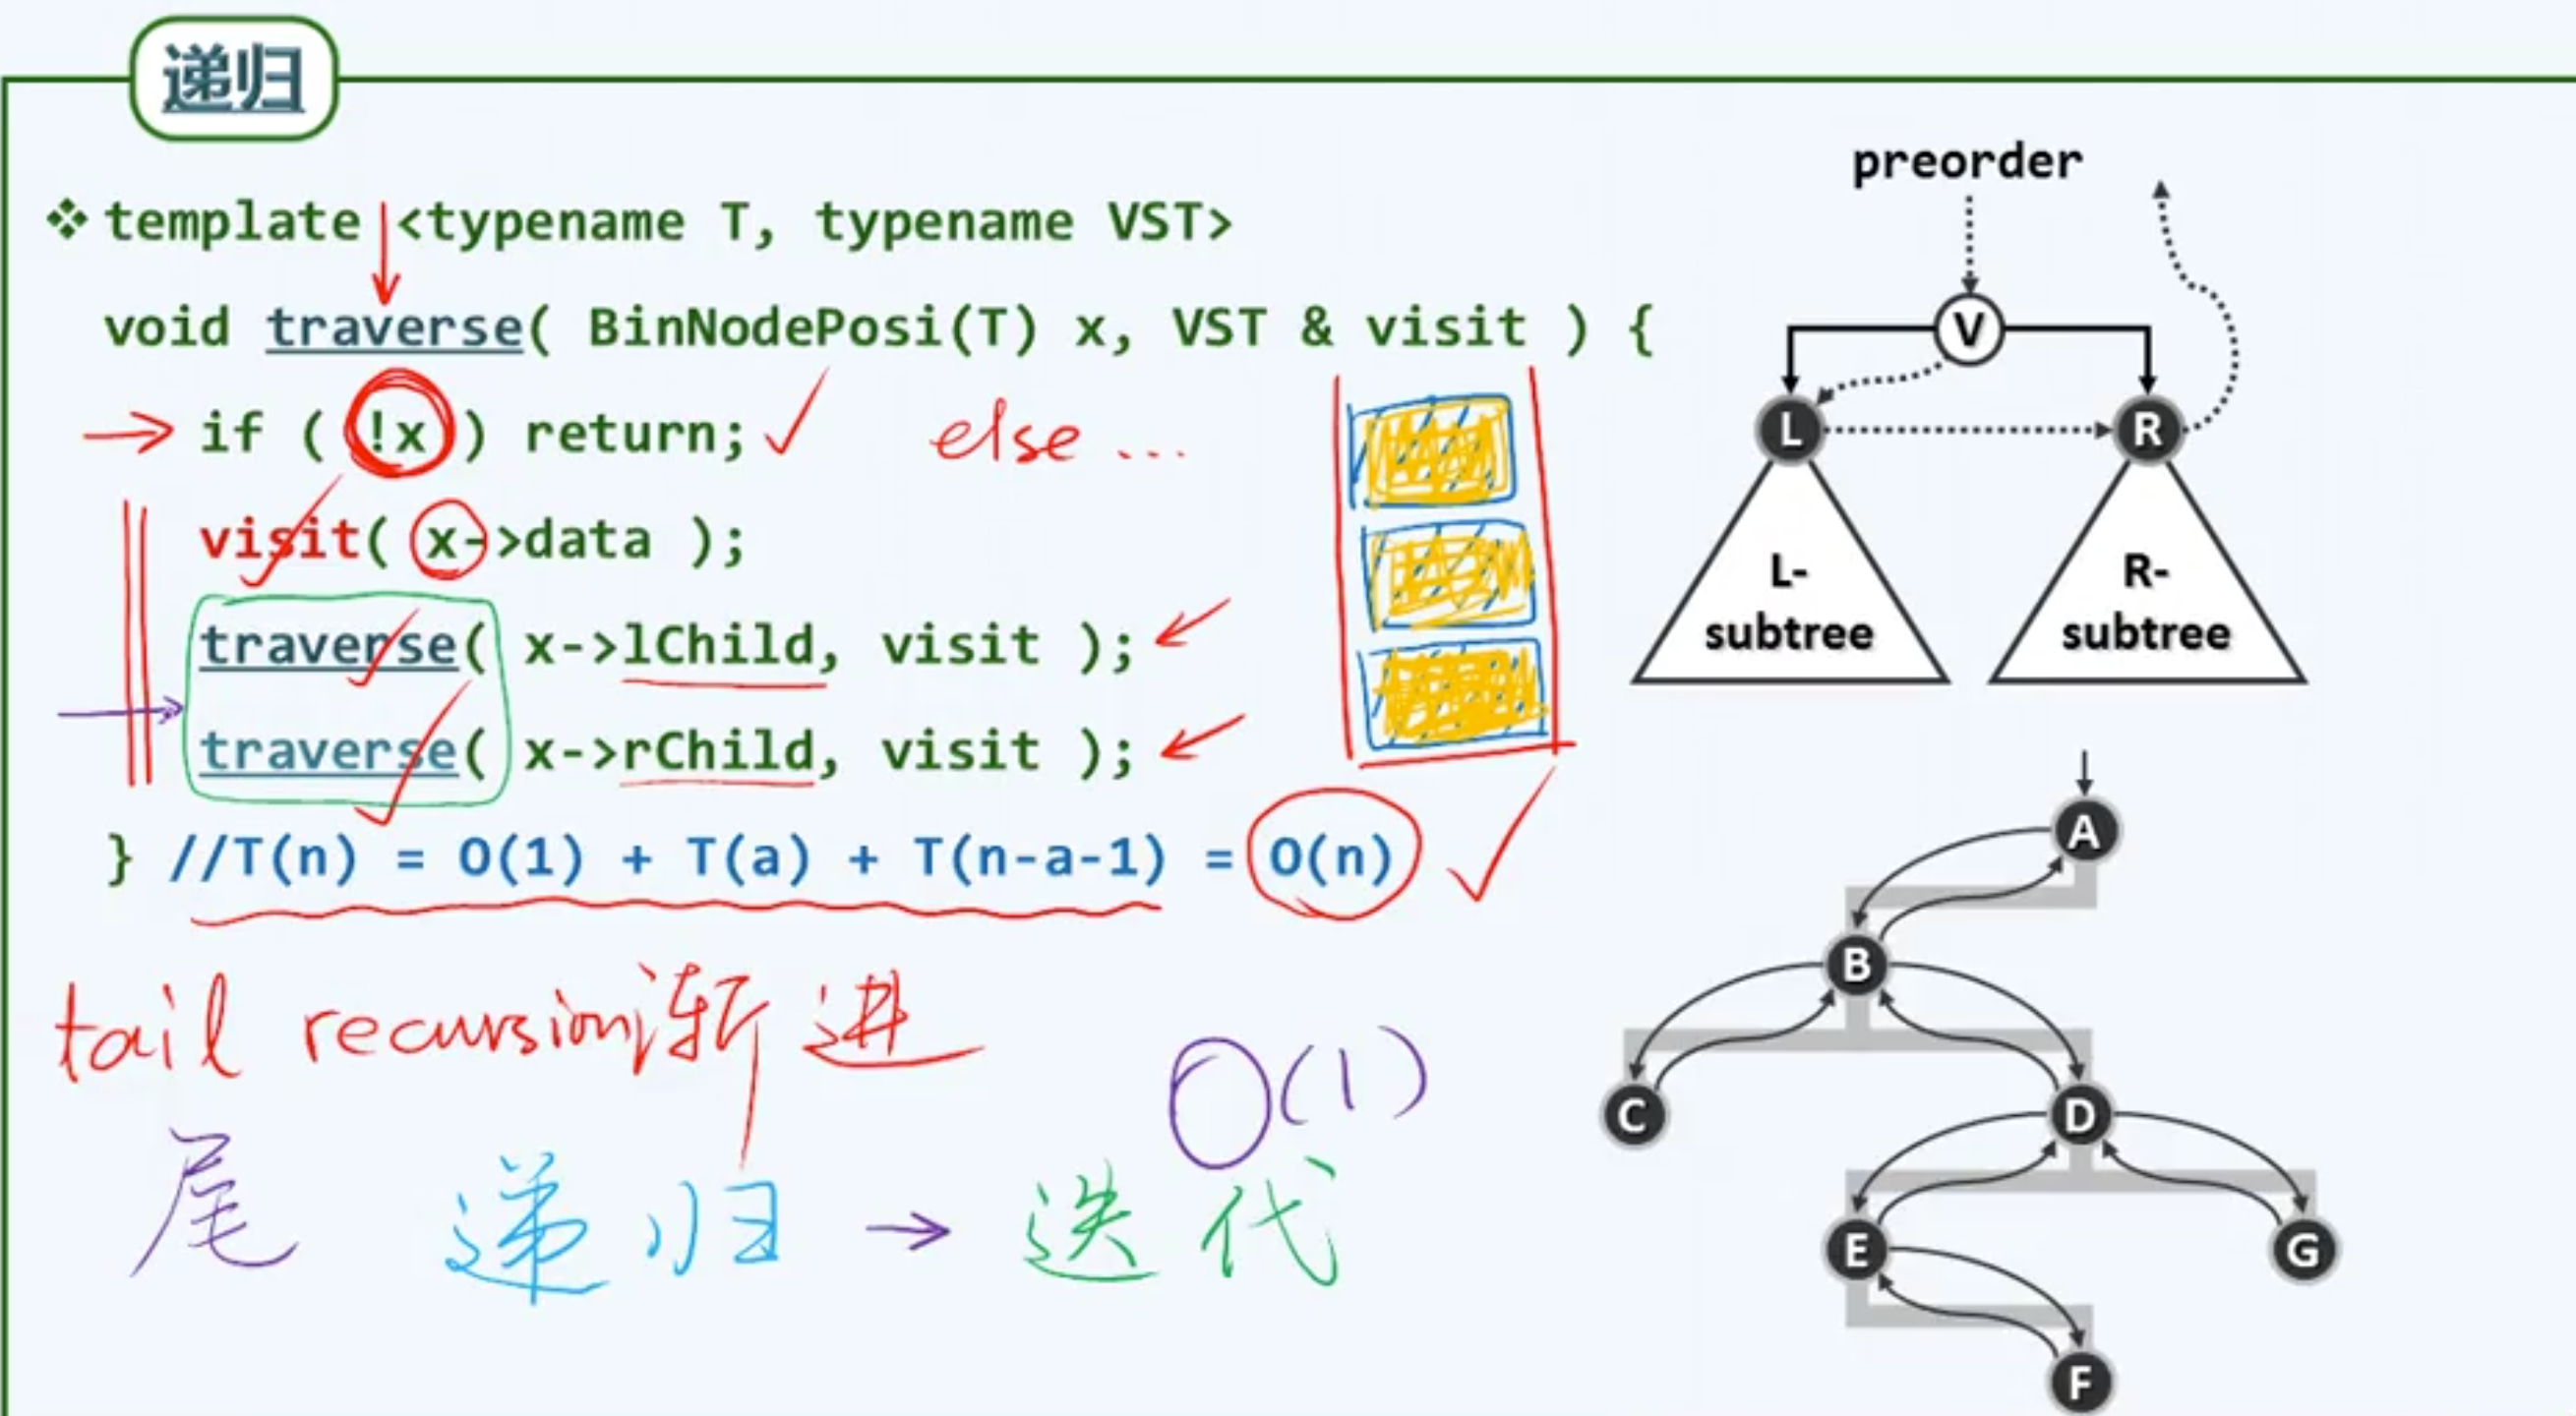 递归
❖ template <typename T, typename VST>
void traverse( BinNodePosi(T) x, VST & visit ) {
if ( !x ) return; else ...
visit( x->data );
traverse( x->lChild, visit );
traverse( x->rChild, visit );
} //T(n) = O(1) + T(a) + T(n-a-1) = O(n)
tail recursion 渐进
O(1)
尾 递归 → 迭代
preorder
V
L R
L-
subtree
R-
subtree
A
B
C D
E G
F